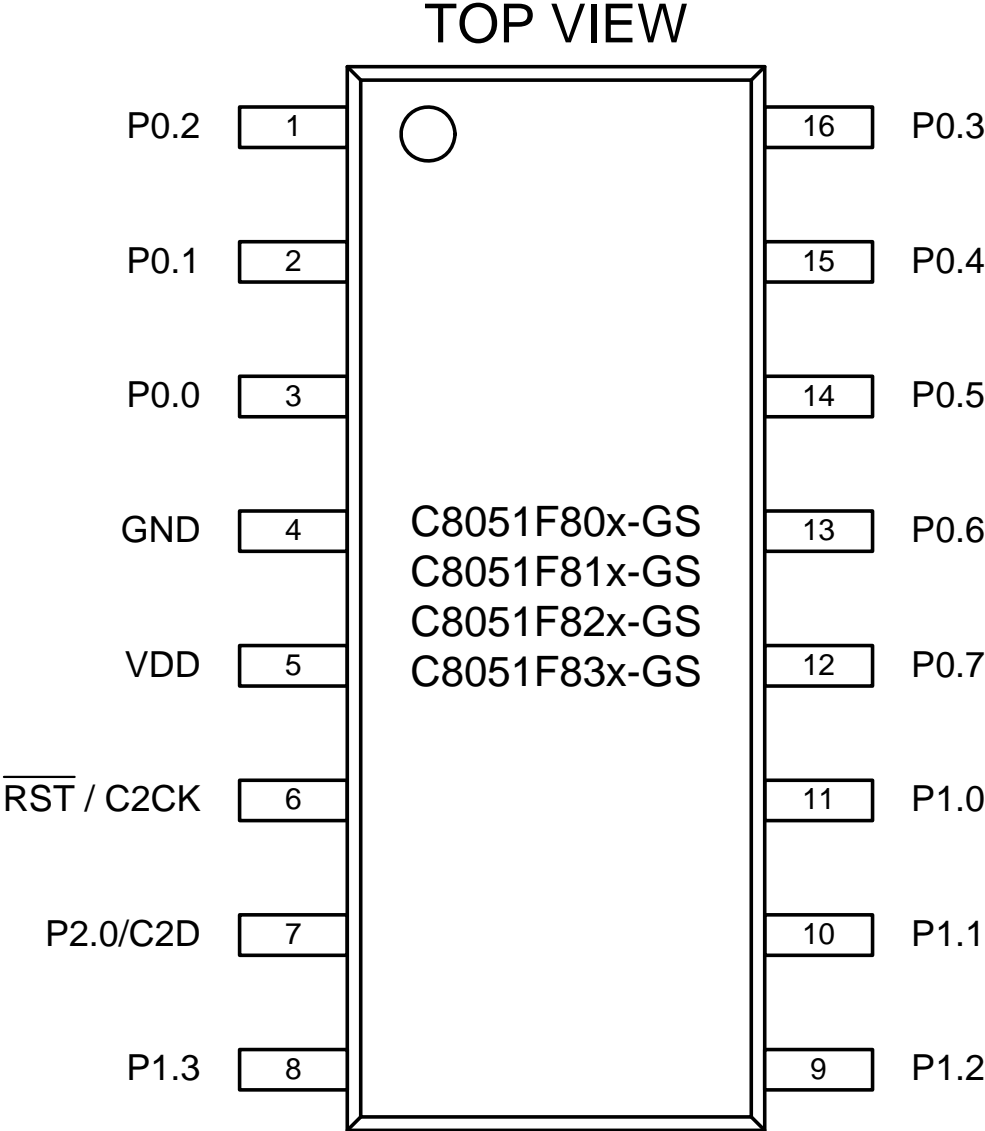 TOP VIEW
P0.2 1 16 P0.3
P0.1 2 15 P0.4
P0.0 3 14 P0.5
GND 4 13 P0.6
C8051F80x-GS
C8051F81x-GS
C8051F82x-GS
C8051F83x-GS
VDD 5 12 P0.7
R̅S̅T̅ / C2CK 6 11 P1.0
P2.0/C2D 7 10 P1.1
P1.3 8 9 P1.2